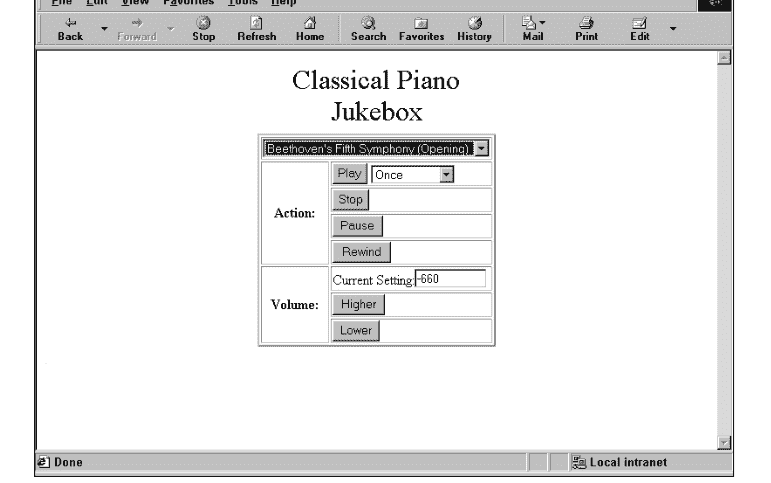 File Edit View Favorites Tools Help
Back Forward Stop Refresh Home Search Favorites History Mail Print Edit
Classical Piano
Jukebox
Beethoven's Fifth Symphony (Opening)
Action:
Play Once
Stop
Pause
Rewind
Volume:
Current Setting: -660
Higher
Lower
Done Local intranet